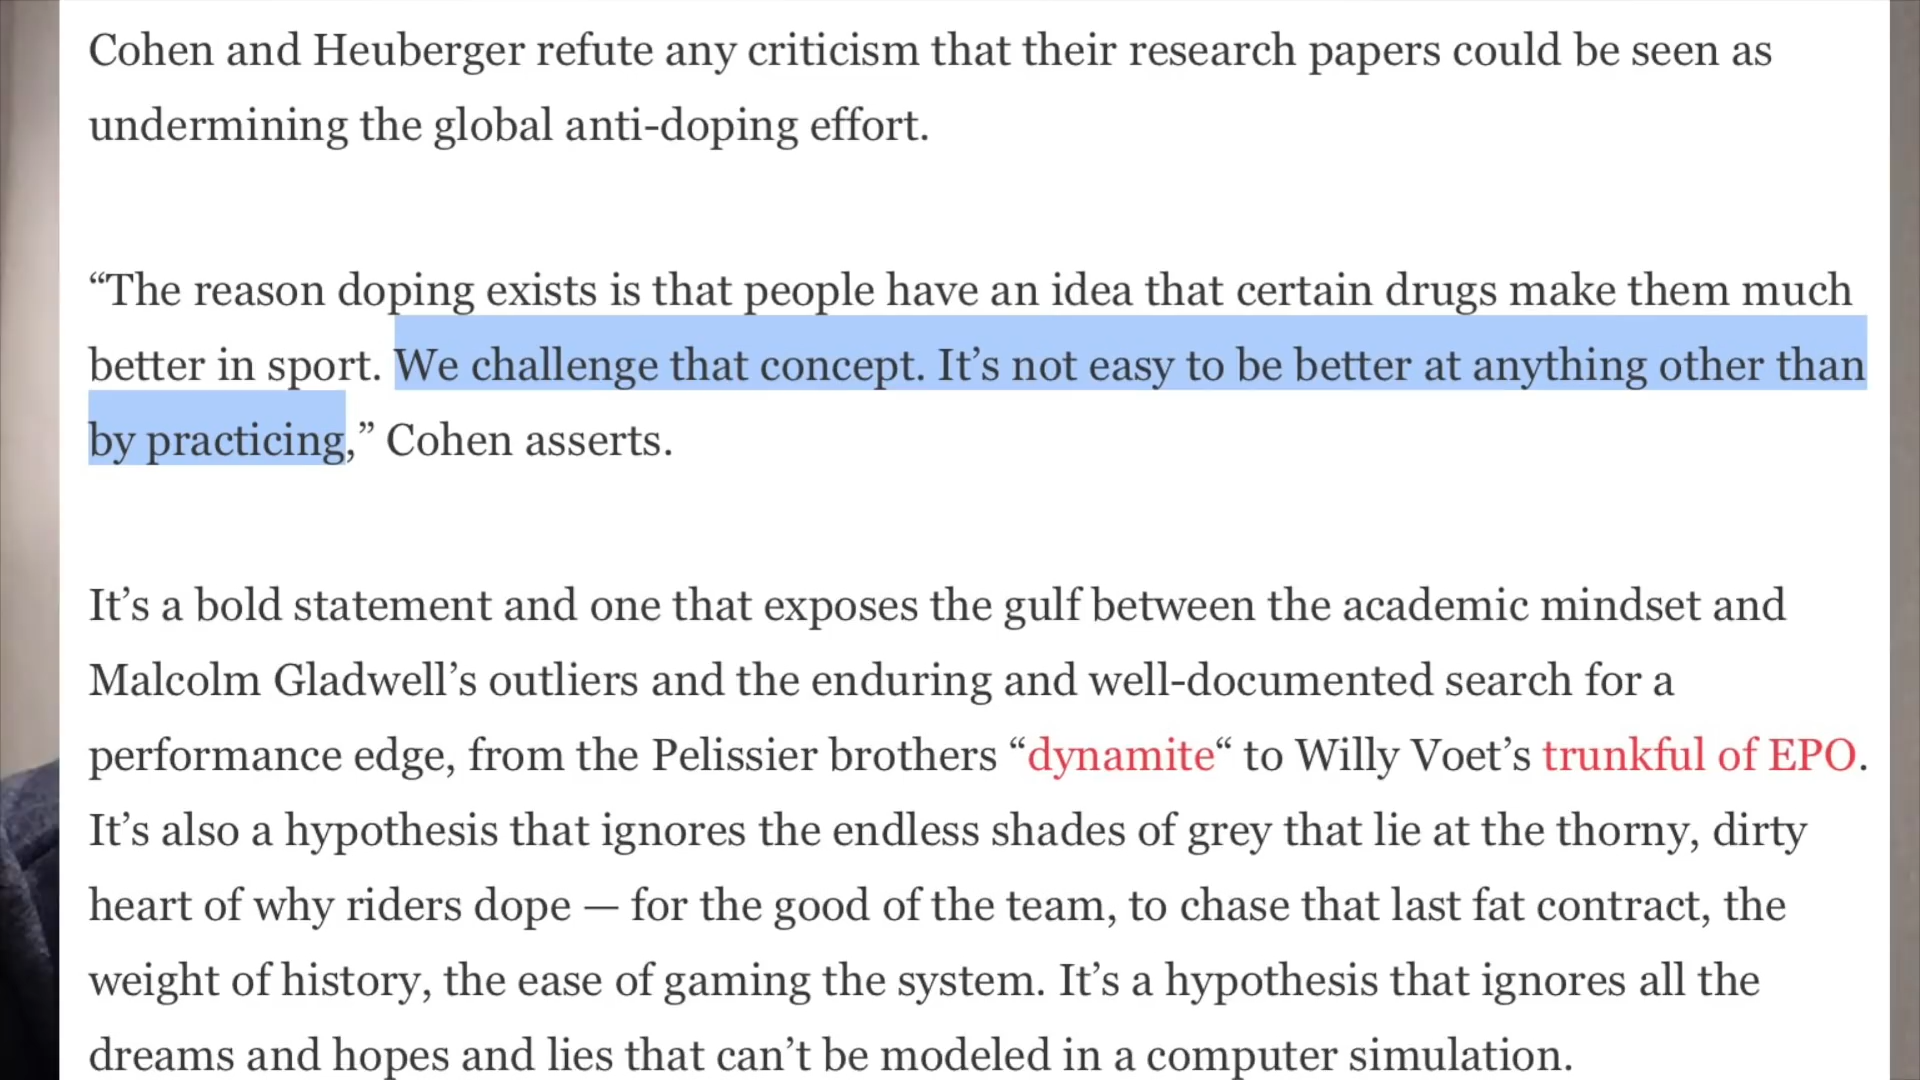 Cohen and Heuberger refute any criticism that their research papers could be seen as
undermining the global anti-doping effort.
“The reason doping exists is that people have an idea that certain drugs make them much
better in sport. We challenge that concept. It’s not easy to be better at anything other than
by practicing,” Cohen asserts.
It’s a bold statement and one that exposes the gulf between the academic mindset and
Malcolm Gladwell’s outliers and the enduring and well-documented search for a
performance edge, from the Pelissier brothers “dynamite“ to Willy Voet’s trunkful of EPO.
It’s also a hypothesis that ignores the endless shades of grey that lie at the thorny, dirty
heart of why riders dope — for the good of the team, to chase that last fat contract, the
weight of history, the ease of gaming the system. It’s a hypothesis that ignores all the
dreams and hopes and lies that can’t be modeled in a computer simulation.